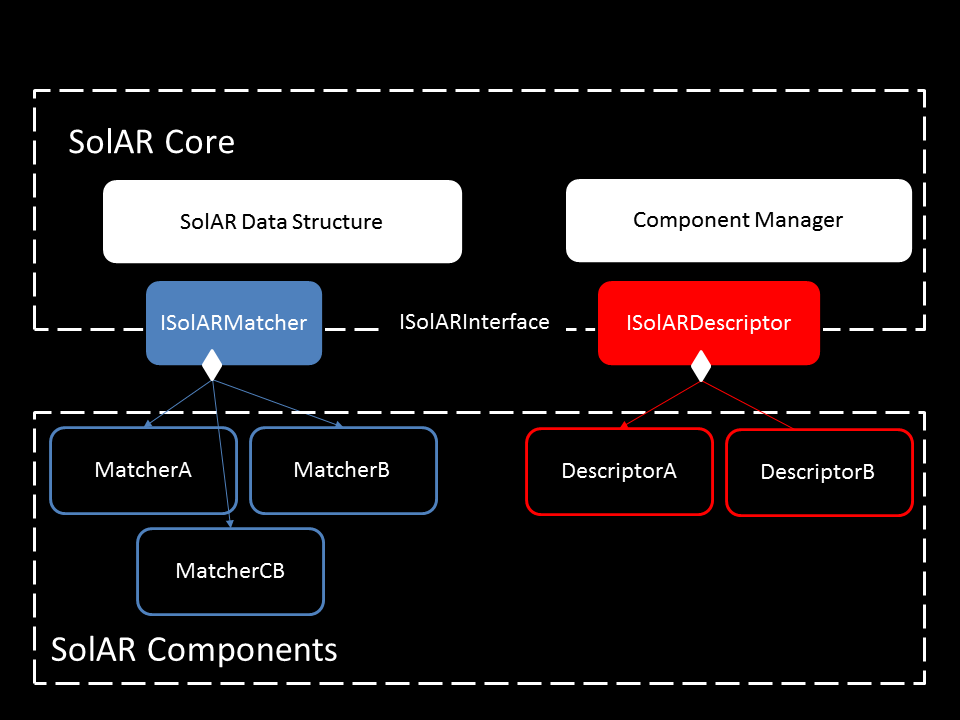 SolAR Core
SolAR Data Structure
Component Manager
ISolARMatcher
ISolARInterface
ISolARDescriptor
MatcherA
MatcherB
DescriptorA
DescriptorB
MatcherCB
SolAR Components